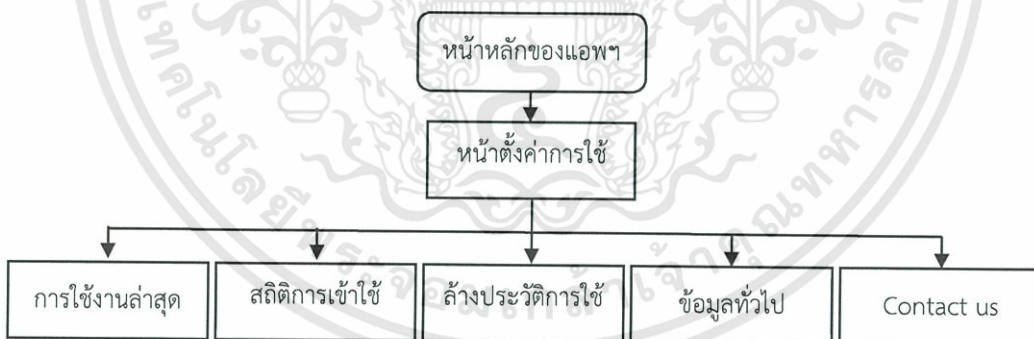 หน้าหลักของแอพฯ
หน้าตั้งค่าการใช้
การใช้งานล่าสุด
สถิติการเข้าใช้
ล้างประวัติการใช้
ข้อมูลทั่วไป
Contact us